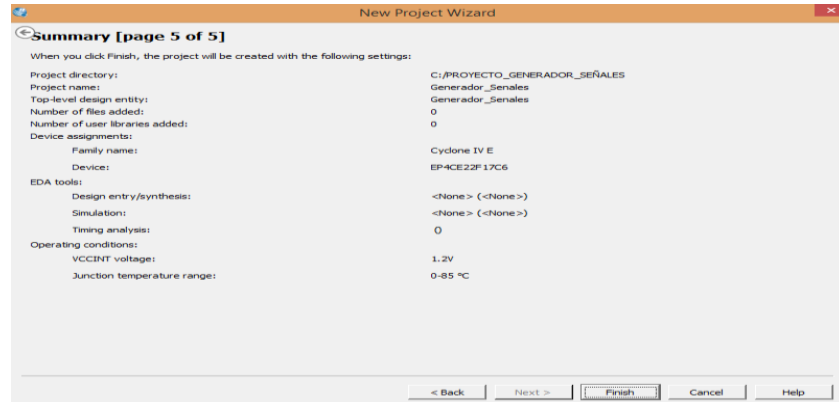 New Project Wizard
Summary [page 5 of 5]
When you click Finish, the project will be created with the following settings:
Project directory: C:/PROYECTO_GENERADOR_SEÑALES
Project name: Generador_Senales
Top-level design entity: Generador_Senales
Number of files added: 0
Number of user libraries added: 0
Device assignments:
Family name: Cyclone IV E
Device: EP4CE22F17C6
EDA tools:
Design entry/synthesis: <None> (<None>)
Simulation: <None> (<None>)
Timing analysis: 0
Operating conditions:
VCCINT voltage: 1.2V
Junction temperature range: 0-85 ºC
< Back Next > Finish Cancel Help